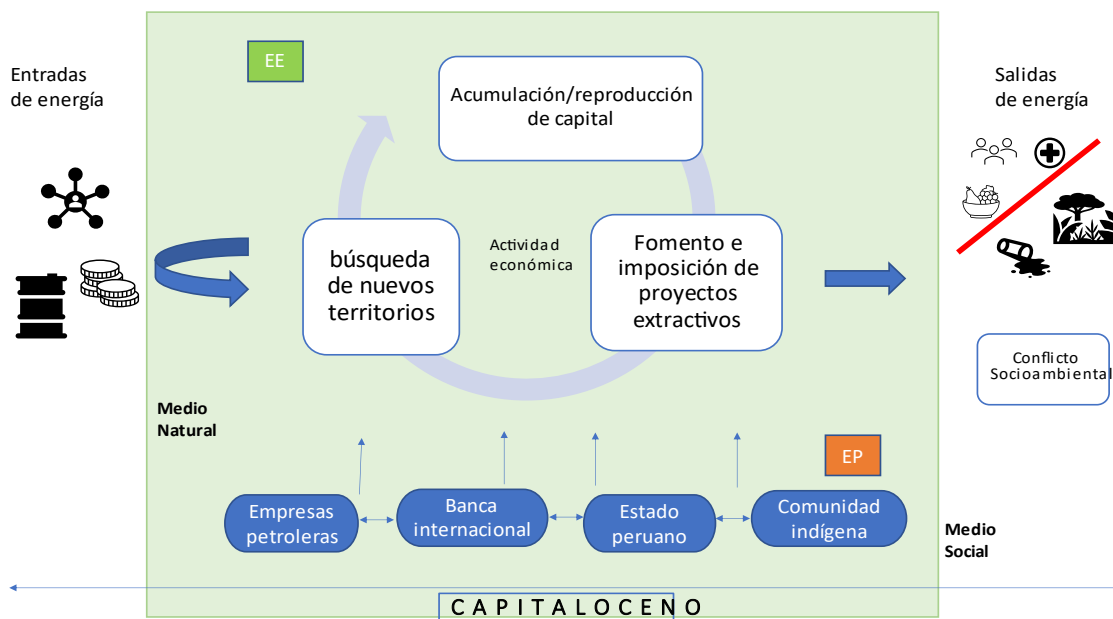 EE
Entradas
de energía
Acumulación/reproducción
de capital
Salidas
de energía
búsqueda
de nuevos
territorios
Actividad
económica
Fomento e
imposición de
proyectos
extractivos
Conflicto
Socioambiental
Medio
Natural
EP
Empresas
petroleras
Banca
internacional
Estado
peruano
Comunidad
indígena
Medio
Social
CAPITALOCENO